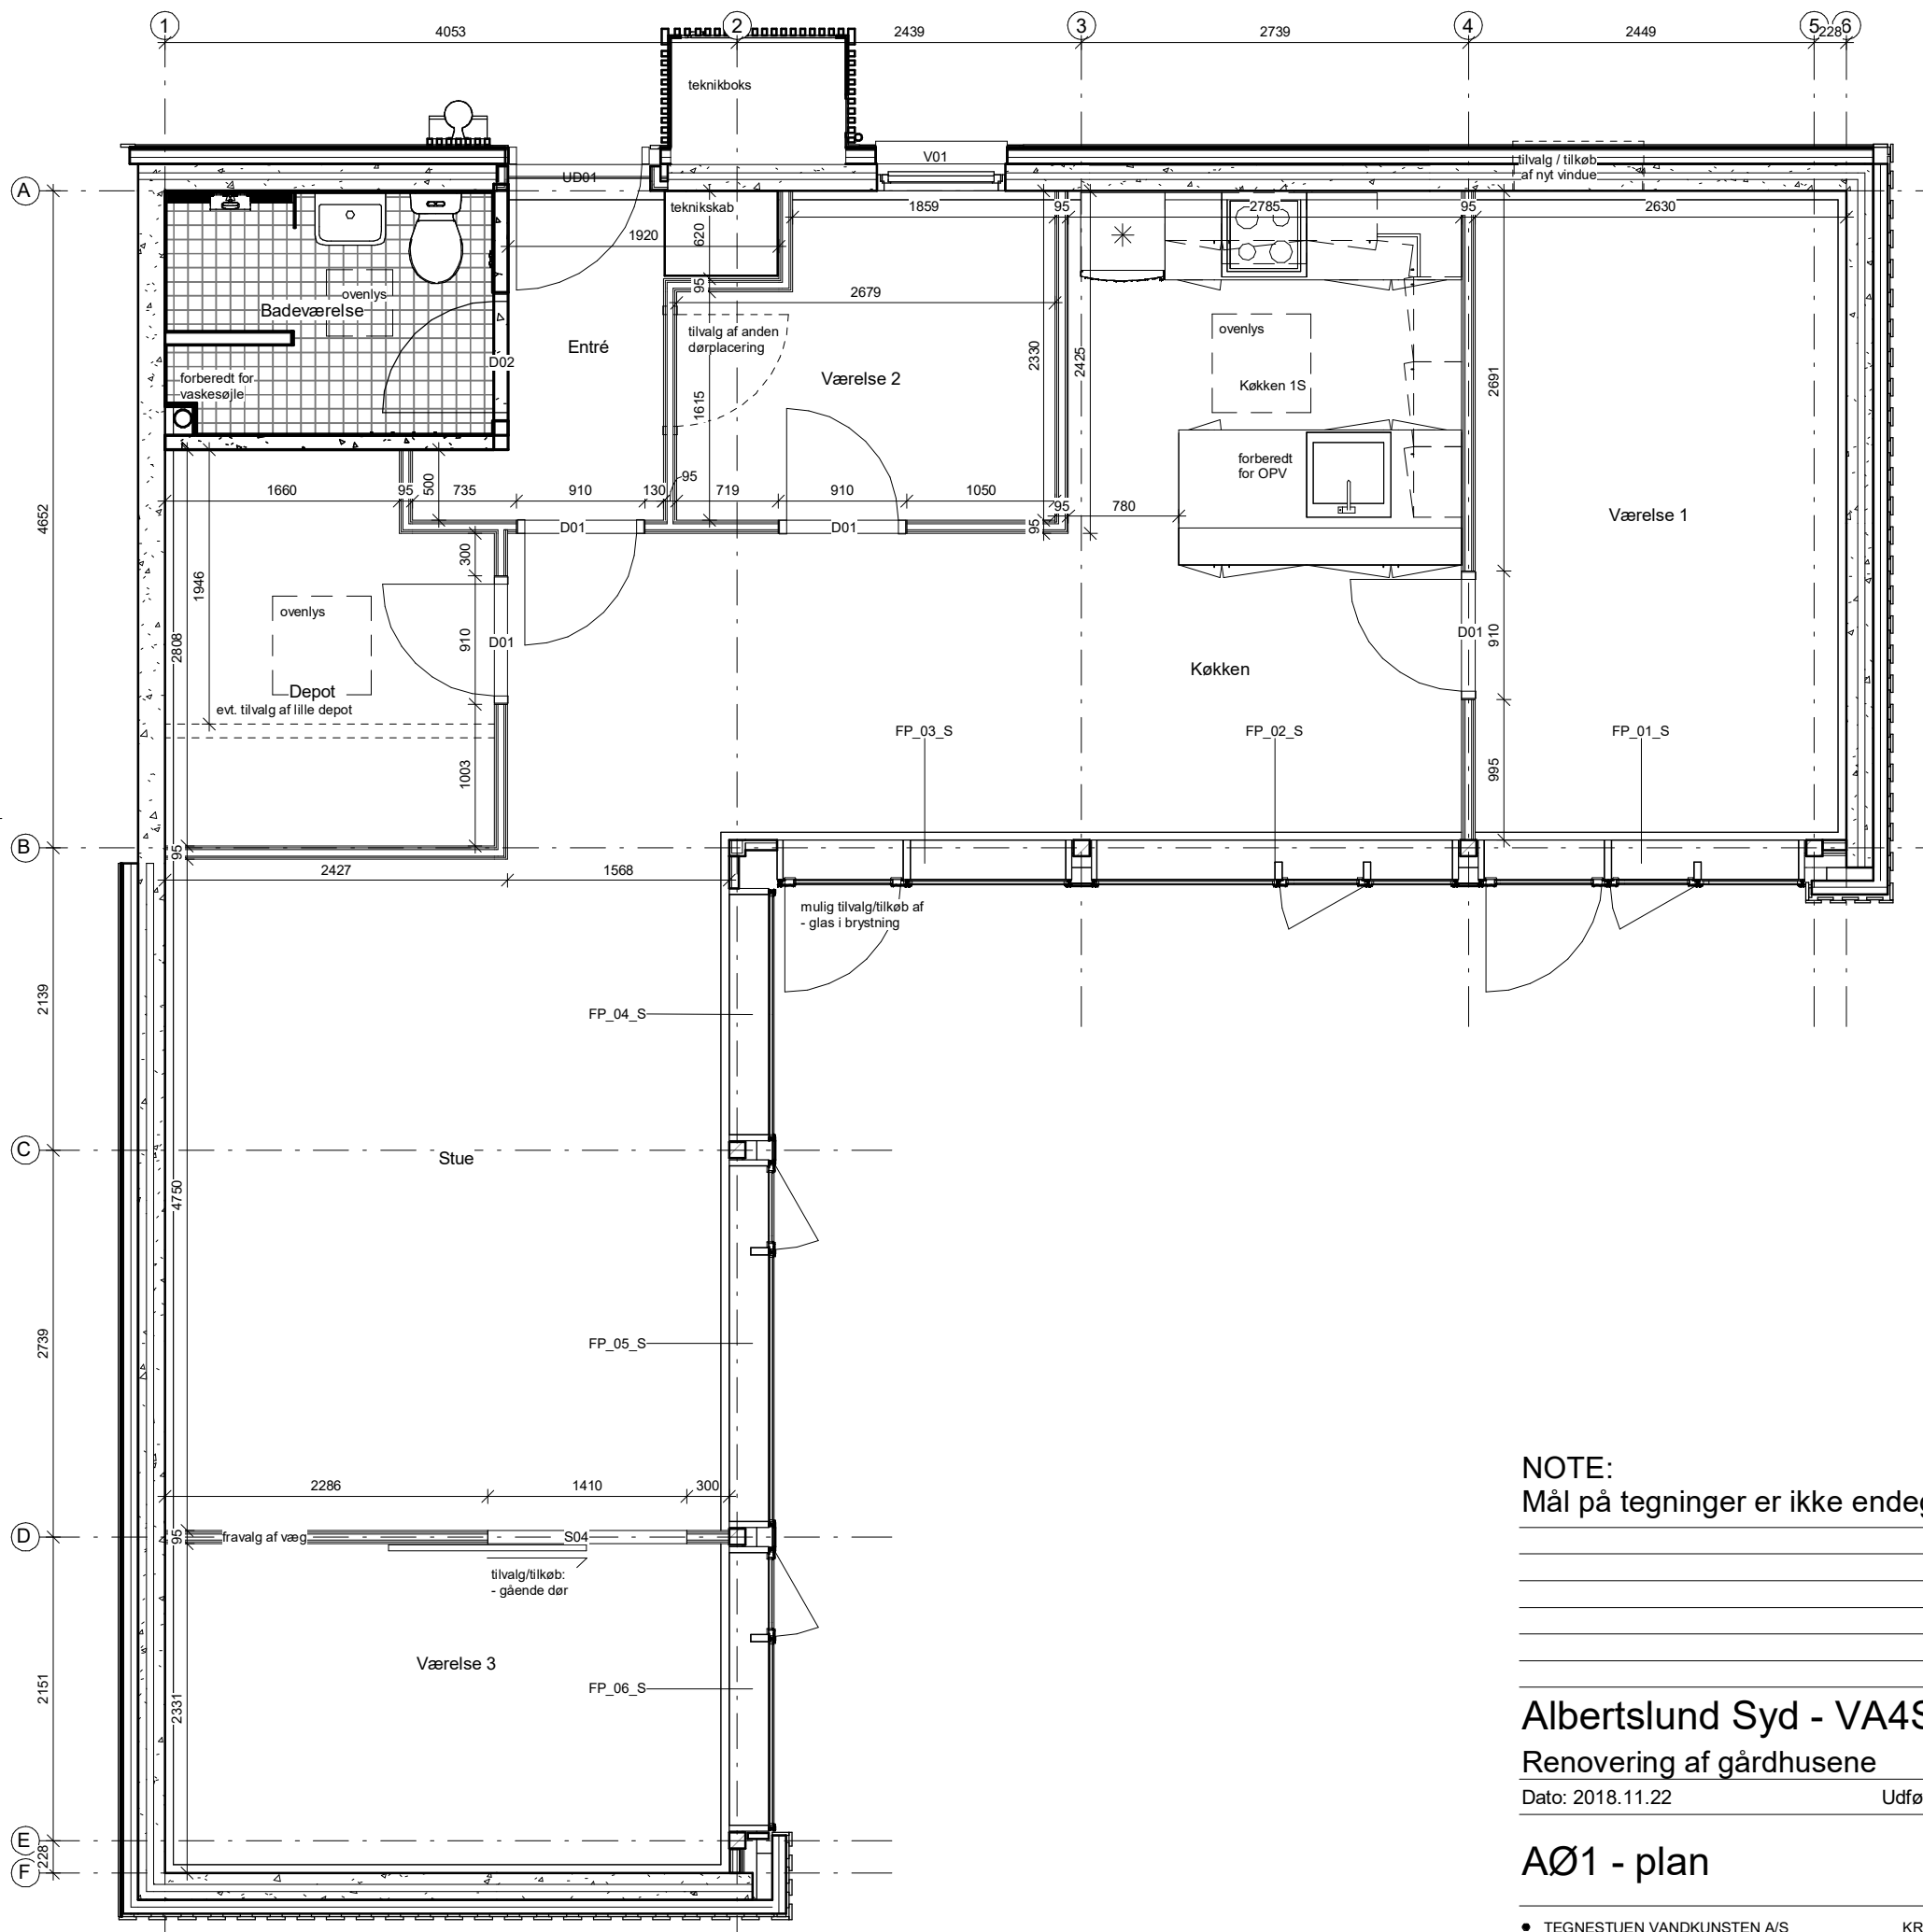 1 2 3 4 5 6
4053 2439 2739 2449 228
teknikboks
V01
tilvalg / tilkøb
af nyt vindue
A
UD01
teknikskab
1859 95 2785 95 2630
1920 620
95
2679
ovenlys
Badeværelse
tilvalg af anden
dørplacering
ovenlys
Entré
D02
2330 2425 2691
forberedt for
vaskesøjle
Værelse 2
Køkken 1S
1615
forberedt
for OPV
1660 95 735 910 130 95 719 910 1050
500
95 780
Værelse 1
4652
D01 D01 95
300
1946
ovenlys
2808 910 D01
D01 910
Køkken
Depot
evt. tilvalg af lille depot
FP_03_S FP_02_S FP_01_S
1003 995
B
95
2427 1568
mulig tilvalg/tilkøb af
- glas i brystning
2139
FP_04_S
C
Stue
4750
2739
FP_05_S
2286 1410 300
D
95
fravalg af væg S04
tilvalg/tilkøb:
- gående dør
Værelse 3
2151
2331
FP_06_S
E
228
F
NOTE:
Mål på tegninger er ikke endeg
Albertslund Syd - VA4S
Renovering af gårdhusene
Dato: 2018.11.22 Udfø
AØ1 - plan
TEGNESTUEN VANDKUNSTEN A/S KR